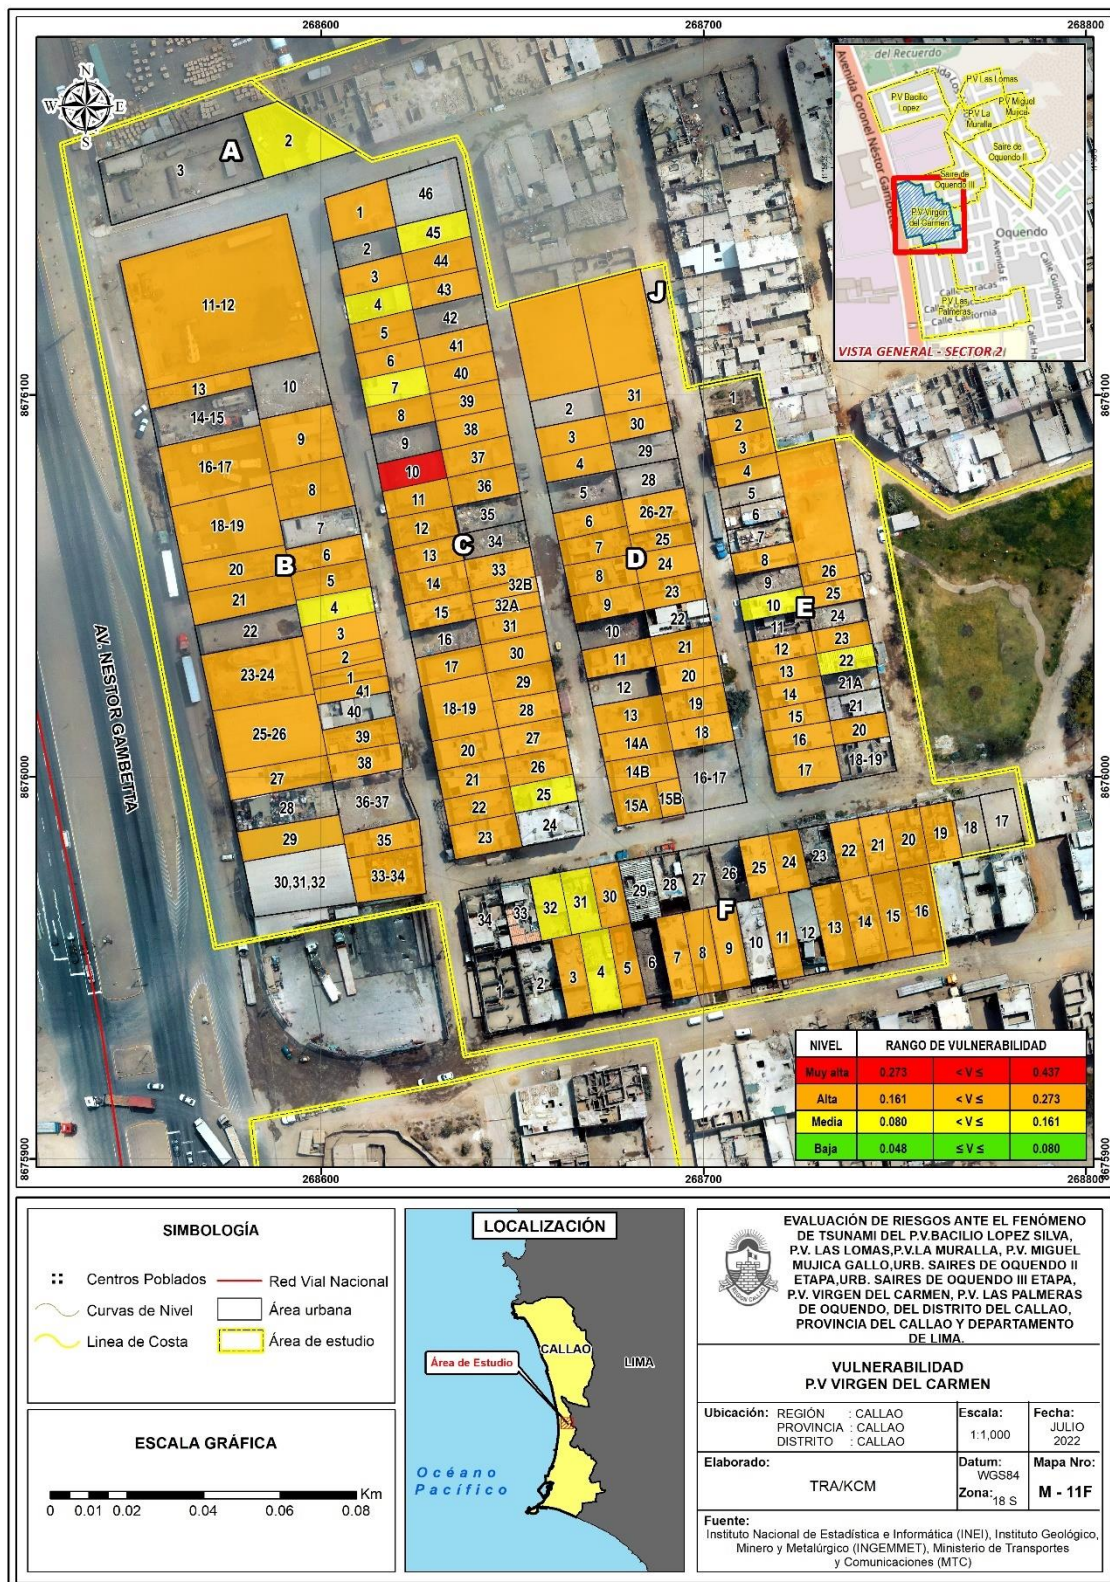 268600
268700
268800
N
W
E
S
A
3
2
11-12
13
14-15
10
16-17
9
8
18-19
7
20
6
B
5
21
4
22
3
23-24
2
1
41
40
25-26
39
38
27
28
36-37
29
35
30,31,32
33-34
1
46
2
45
3
44
4
43
42
5
41
6
40
7
39
8
38
9
37
10
36
11
35
12
C
34
13
33
14
32B
32A
15
31
16
30
17
29
18-19
28
27
20
26
21
25
22
24
23
J
2
31
3
30
4
29
5
28
6
26-27
7
25
D
8
24
23
9
22
10
21
11
20
12
19
13
18
14A
14B
16-17
15A
15B
1
2
3
4
5
6
7
8
26
9
25
10
E
24
11
23
12
22
13
21A
14
21
15
20
16
18-19
17
34
33
32
31
30
29
28
27
26
25
24
23
22
21
20
19
18
17
F
1
2
3
4
5
6
7
8
9
10
11
12
13
14
15
16
AV. NESTOR GAMBETTA
8676100
8676000
8675900
8676100
8676000
8675900
Avenida Coronel Néstor Gambetta
del Recuerdo
P.V Bacilio
Lopez
P.V Las Lomas
P.V Miguel
Mujica
P.V La
Muralla
Saire de
Oquendo II
Saire de
Oquendo III
P.V Virgen
del Carmen
Oquendo
Avenida E
Calle Guindos
P.V Las
Palmeras
Calle California
VISTA GENERAL - SECTOR 2
NIVEL RANGO DE VULNERABILIDAD
Muy alta 0.273 < V ≤ 0.437
Alta 0.161 < V ≤ 0.273
Media 0.080 < V ≤ 0.161
Baja 0.048 ≤ V ≤ 0.080
268600
268700
268800
SIMBOLOGÍA
Centros Poblados
Red Vial Nacional
Curvas de Nivel
Área urbana
Linea de Costa
Área de estudio
ESCALA GRÁFICA
Km
0 0.01 0.02 0.04 0.06 0.08
LOCALIZACIÓN
CALLAO
LIMA
Área de Estudio
Océano
Pacífico
REGIÓN CALLAO
EVALUACIÓN DE RIESGOS ANTE EL FENÓMENO
DE TSUNAMI DEL P.V.BACILIO LOPEZ SILVA,
P.V. LAS LOMAS,P.V.LA MURALLA, P.V. MIGUEL
MUJICA GALLO,URB. SAIRES DE OQUENDO II
ETAPA,URB. SAIRES DE OQUENDO III ETAPA,
P.V. VIRGEN DEL CARMEN, P.V. LAS PALMERAS
DE OQUENDO, DEL DISTRITO DEL CALLAO,
PROVINCIA DEL CALLAO Y DEPARTAMENTO
DE LIMA.
VULNERABILIDAD
P.V VIRGEN DEL CARMEN
Ubicación: REGIÓN : CALLAO
PROVINCIA : CALLAO
DISTRITO : CALLAO
Escala:
1:1,000
Fecha:
JULIO
2022
Elaborado:
TRA/KCM
Datum:
WGS84
Zona: 18 S
Mapa Nro:
M - 11F
Fuente:
Instituto Nacional de Estadística e Informática (INEI), Instituto Geológico,
Minero y Metalúrgico (INGEMMET), Ministerio de Transportes
y Comunicaciones (MTC)